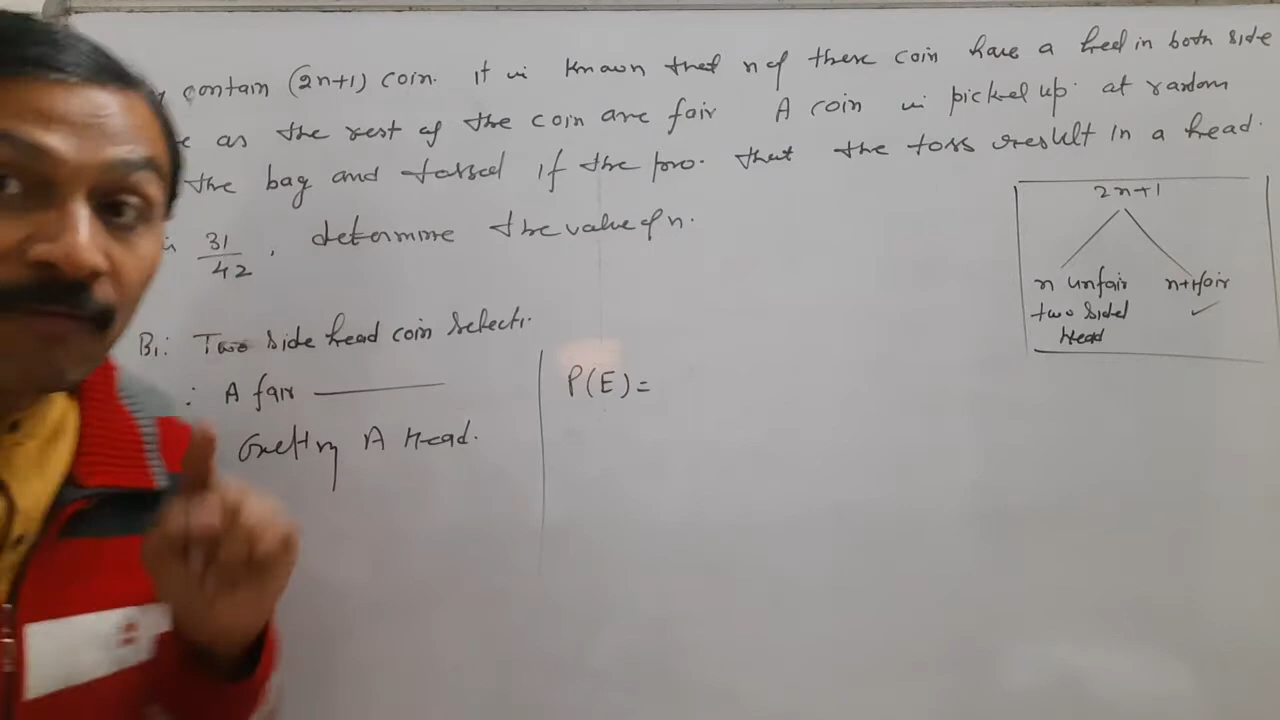 contain (2n+1) coin. it is known that n of these coin have a head in both side
as the rest of the coin are fair A coin is picked up at random
the bag and tossed if the pro. that the toss result in a head.
31/42, determine the value of n.
2n+1
n unfair n+1 fair ✓
two sided
Head
B1: Two side head coin select.
: A fair ———
Getting A Head.
P(E) =